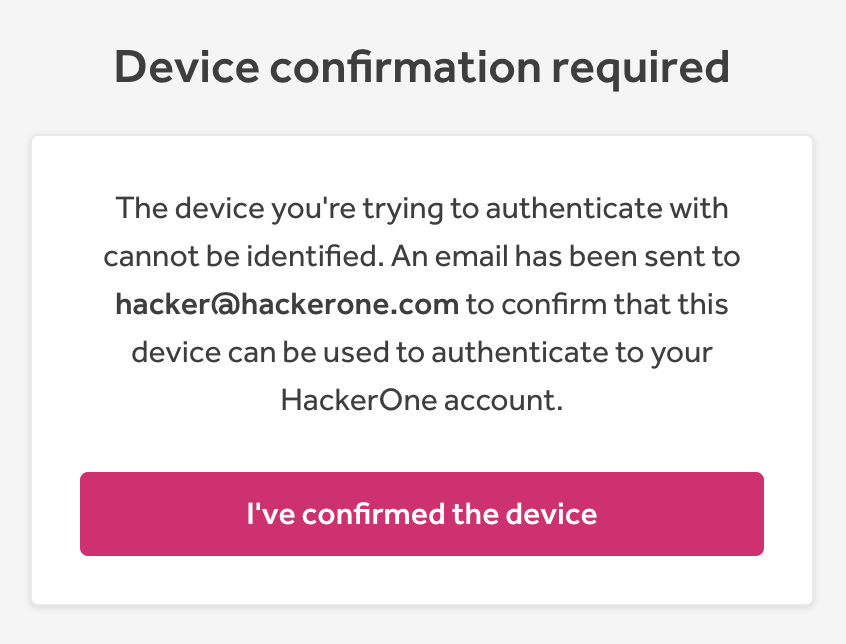 Device confirmation required
The device you're trying to authenticate with
cannot be identified. An email has been sent to
hacker@hackerone.com to confirm that this
device can be used to authenticate to your
HackerOne account.
I've confirmed the device